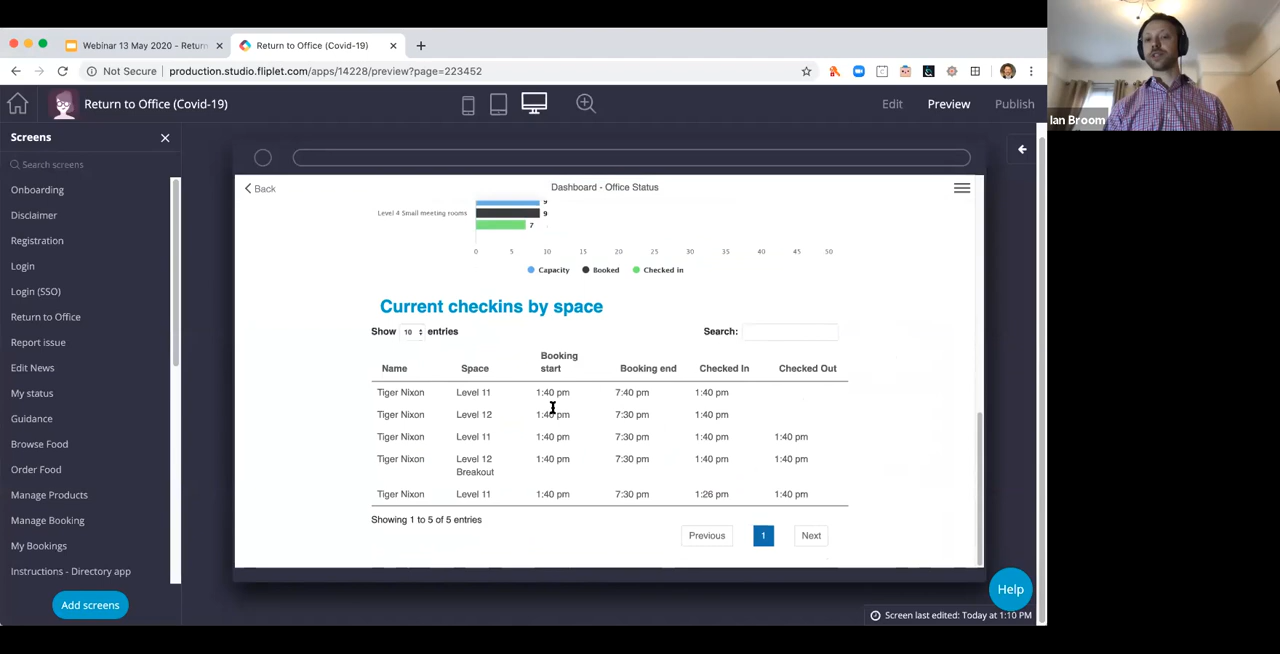 Webinar 13 May 2020 - Return
Return to Office (Covid-19)
Not Secure
production.studio.fliplet.com/apps/14228/preview?page=223452
Return to Office (Covid-19)
Edit
Preview
Publish
Ian Broom
Screens
Search screens
Onboarding
Disclaimer
Registration
Login
Login (SSO)
Return to Office
Report issue
Edit News
My status
Guidance
Browse Food
Order Food
Manage Products
Manage Booking
My Bookings
Instructions - Directory app
Add screens
Back
Dashboard - Office Status
9
Level 4 Small meeting rooms
9
7
0 5 10 15 20 25 30 35 40 45 50
Capacity Booked Checked in
Current checkins by space
Show 10 entries
Search:
Name Space Booking start Booking end Checked In Checked Out
Tiger Nixon Level 11 1:40 pm 7:40 pm 1:40 pm
Tiger Nixon Level 12 1:40 pm 7:30 pm 1:40 pm
Tiger Nixon Level 11 1:40 pm 7:30 pm 1:40 pm 1:40 pm
Tiger Nixon Level 12 Breakout 1:40 pm 7:30 pm 1:40 pm 1:40 pm
Tiger Nixon Level 11 1:40 pm 7:30 pm 1:26 pm 1:40 pm
Showing 1 to 5 of 5 entries
Previous 1 Next
Help
Screen last edited: Today at 1:10 PM